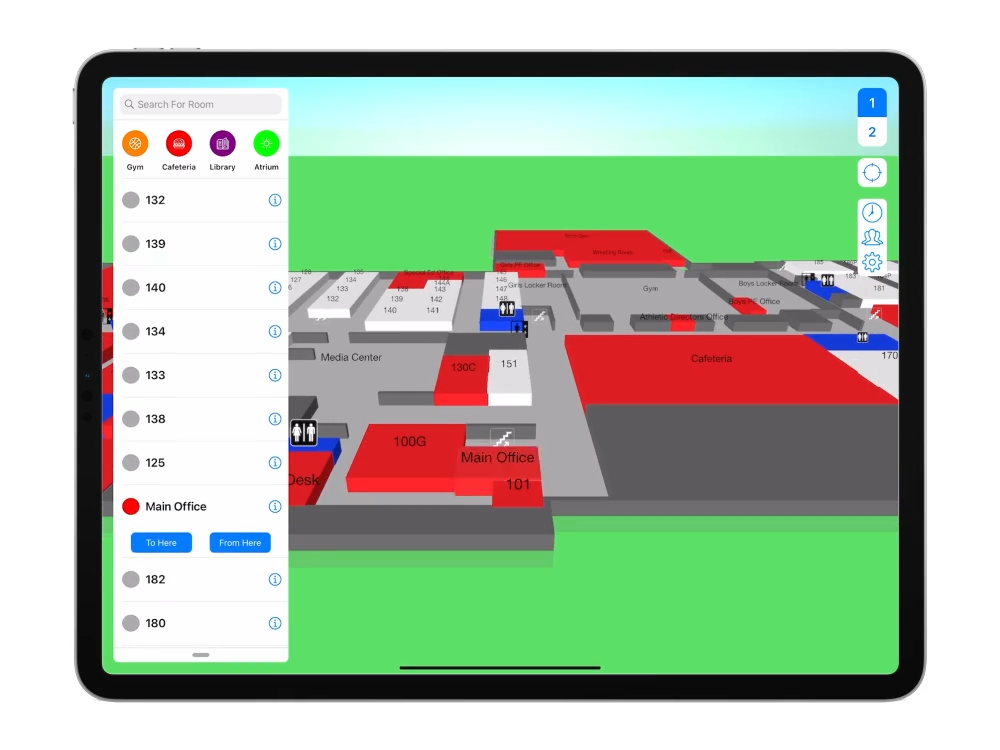 Search For Room
Gym
Cafeteria
Library
Atrium
132
139
140
134
133
138
125
Main Office
To Here
From Here
182
180
1
2
Wrestling Room
Girls PE Office
Special Ed Office
Girls Locker Room
Gym
Boys Locker Room
Boys PE Office
Athletic Directors Office
127
134
133
132
138
144A
143
139
142
140
141
146
147
148
183
181
170
Media Center
130C
151
Cafeteria
100G
Main Office
101
Desk